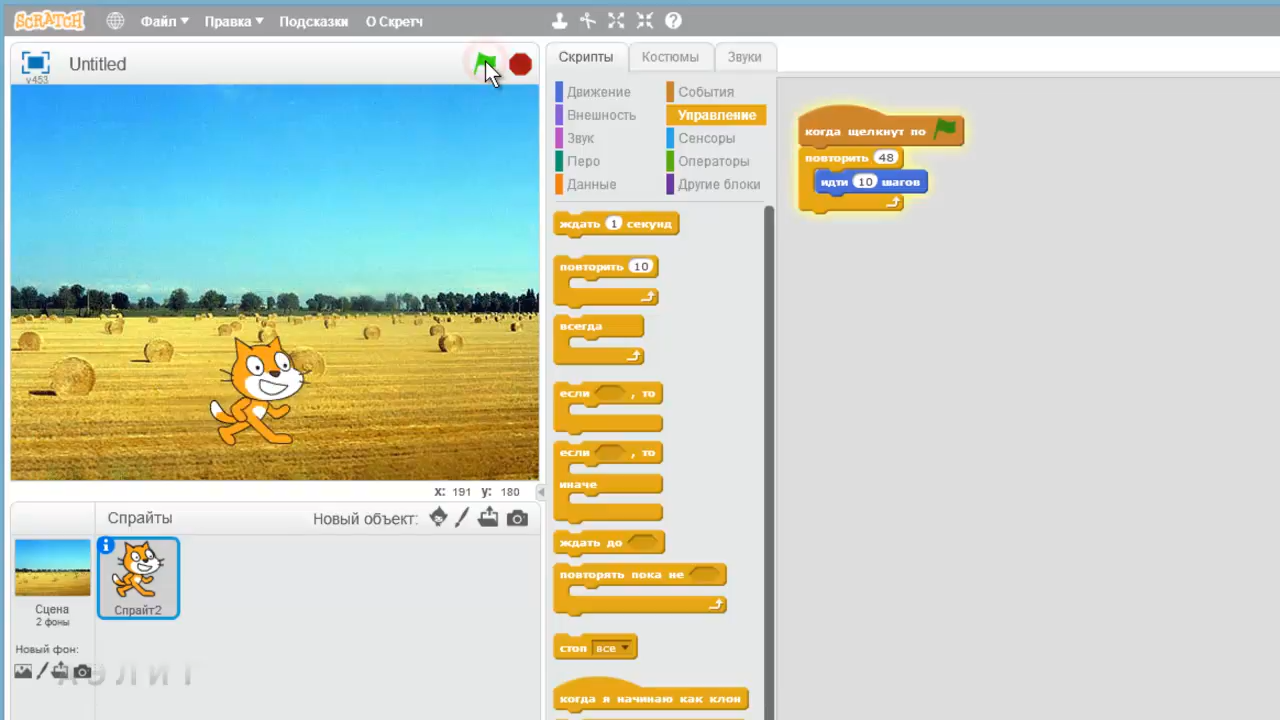 SCRATCH Файл Правка Подсказки О Скретч
v453 Untitled
Скрипты Костюмы Звуки
Движение События
Внешность Управление
Звук Сенсоры
Перо Операторы
Данные Другие блоки
ждать 1 секунд
повторить 10
всегда
если , то
если , то
иначе
ждать до
повторять пока не
стоп все
когда я начинаю как клон
когда щелкнут по
повторить 48
идти 10 шагов
x: 191 y: 180
Спрайты Новый объект:
Сцена
2 фоны
Спрайт2
Новый фон:
АЭЛИТ